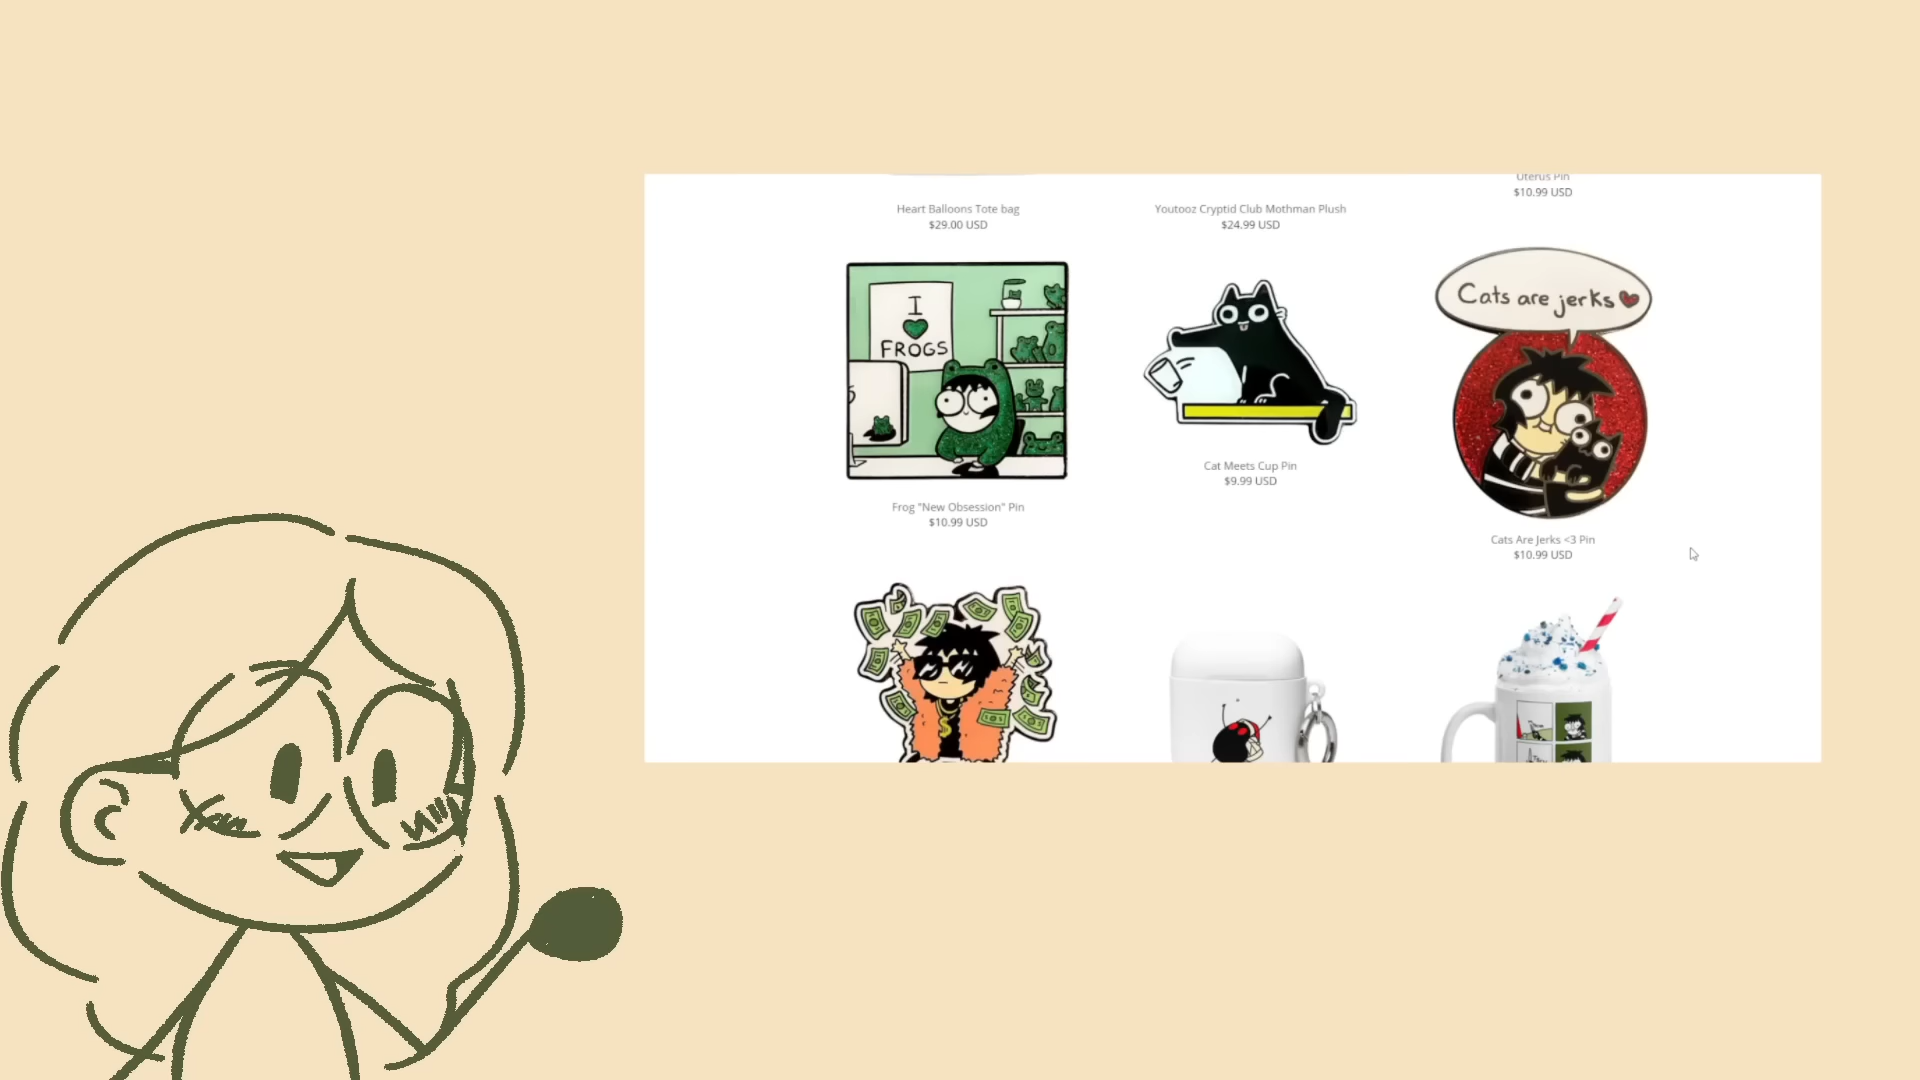 Uterus Pin
$10.99 USD
Heart Balloons Tote bag
$29.00 USD
Youtooz Cryptid Club Mothman Plush
$24.99 USD
I
FROGS
Cats are jerks
Frog "New Obsession" Pin
$10.99 USD
Cat Meets Cup Pin
$9.99 USD
Cats Are Jerks <3 Pin
$10.99 USD